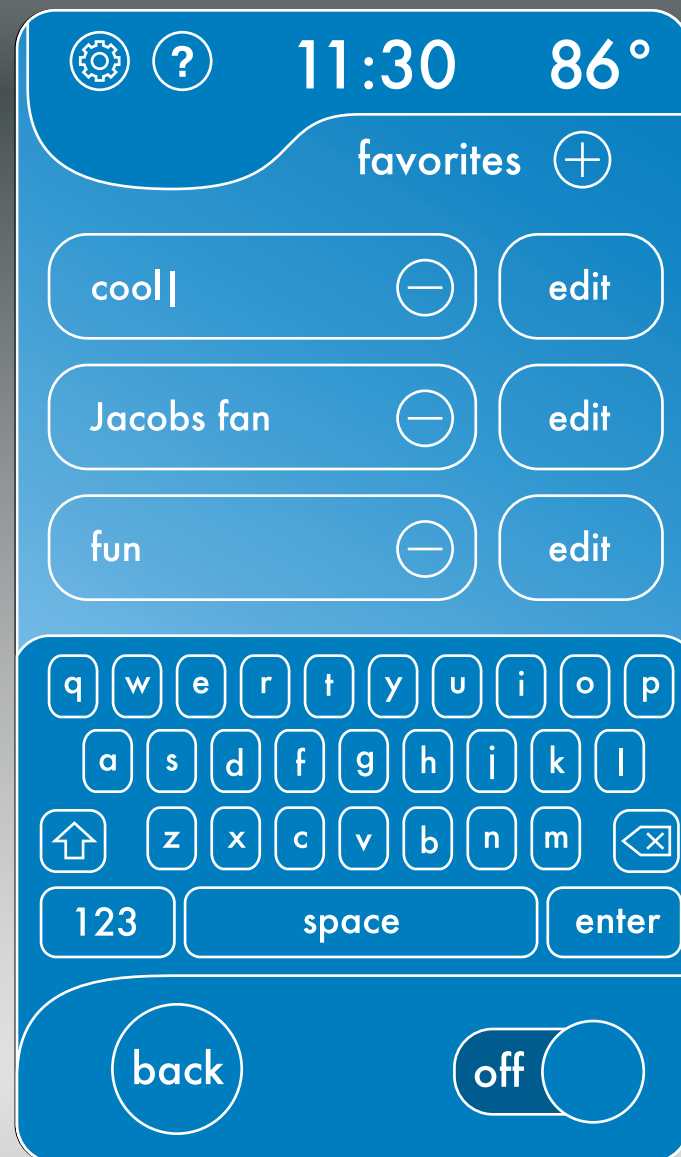 ? 11:30 86°
favorites
cool edit
Jacobs fan edit
fun edit
q w e r t y u i o p
a s d f g h j k l
z x c v b n m
123 space enter
back off